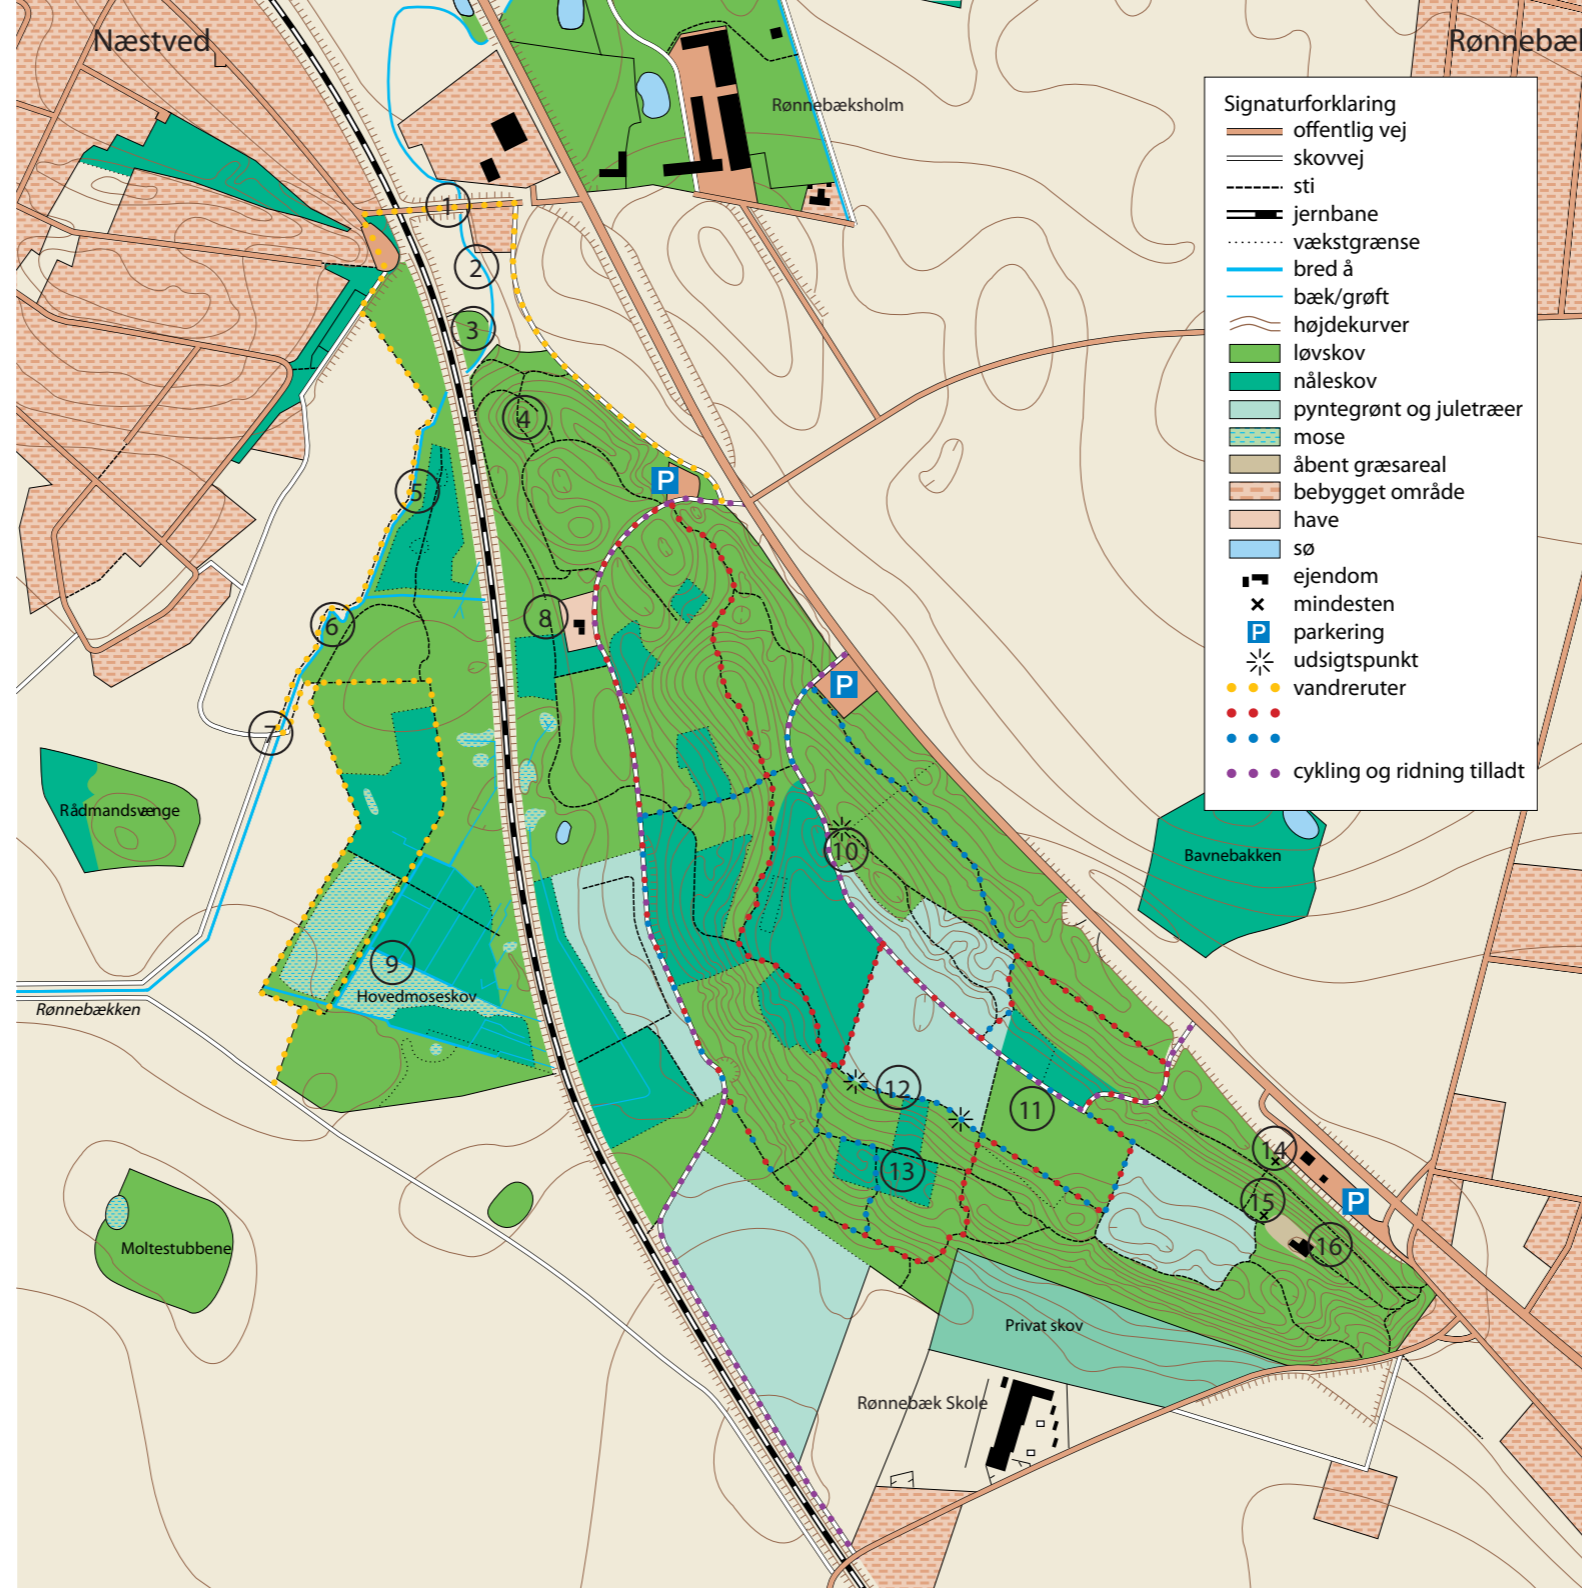 Næstved
Rønnebæk
Rønnebæksholm
Signaturforklaring
offentlig vej
skovvej
sti
jernbane
vækstgrænse
bred å
bæk/grøft
højdekurver
løvskov
nåleskov
pyntegrønt og juletræer
mose
åbent græsareal
bebygget område
have
sø
ejendom
mindesten
P parkering
udsigtspunkt
vandreruter
cykling og ridning tilladt
1
2
3
4
P
5
8
6
P
7
Rådmandsvænge
10
Bavnebakken
9
Hovedmoseskov
Rønnebækken
12
11
14
13
15
P
16
Moltestubbene
Privat skov
Rønnebæk Skole